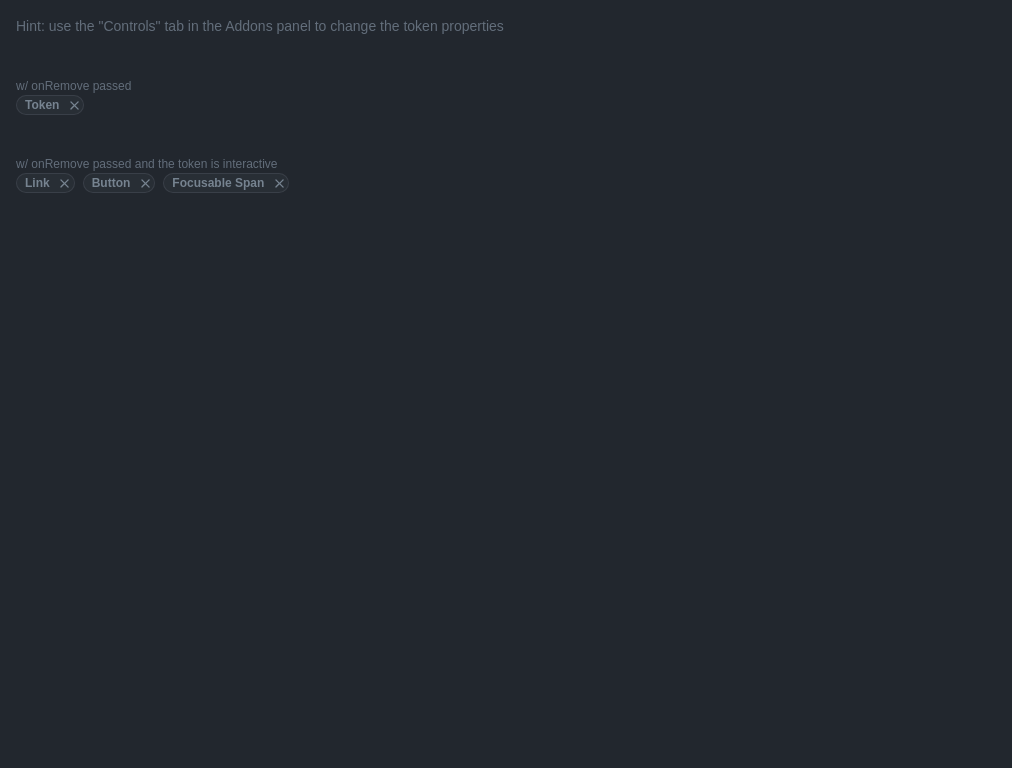 Hint: use the "Controls" tab in the Addons panel to change the token properties
w/ onRemove passed
Token
w/ onRemove passed and the token is interactive
Link Button Focusable Span